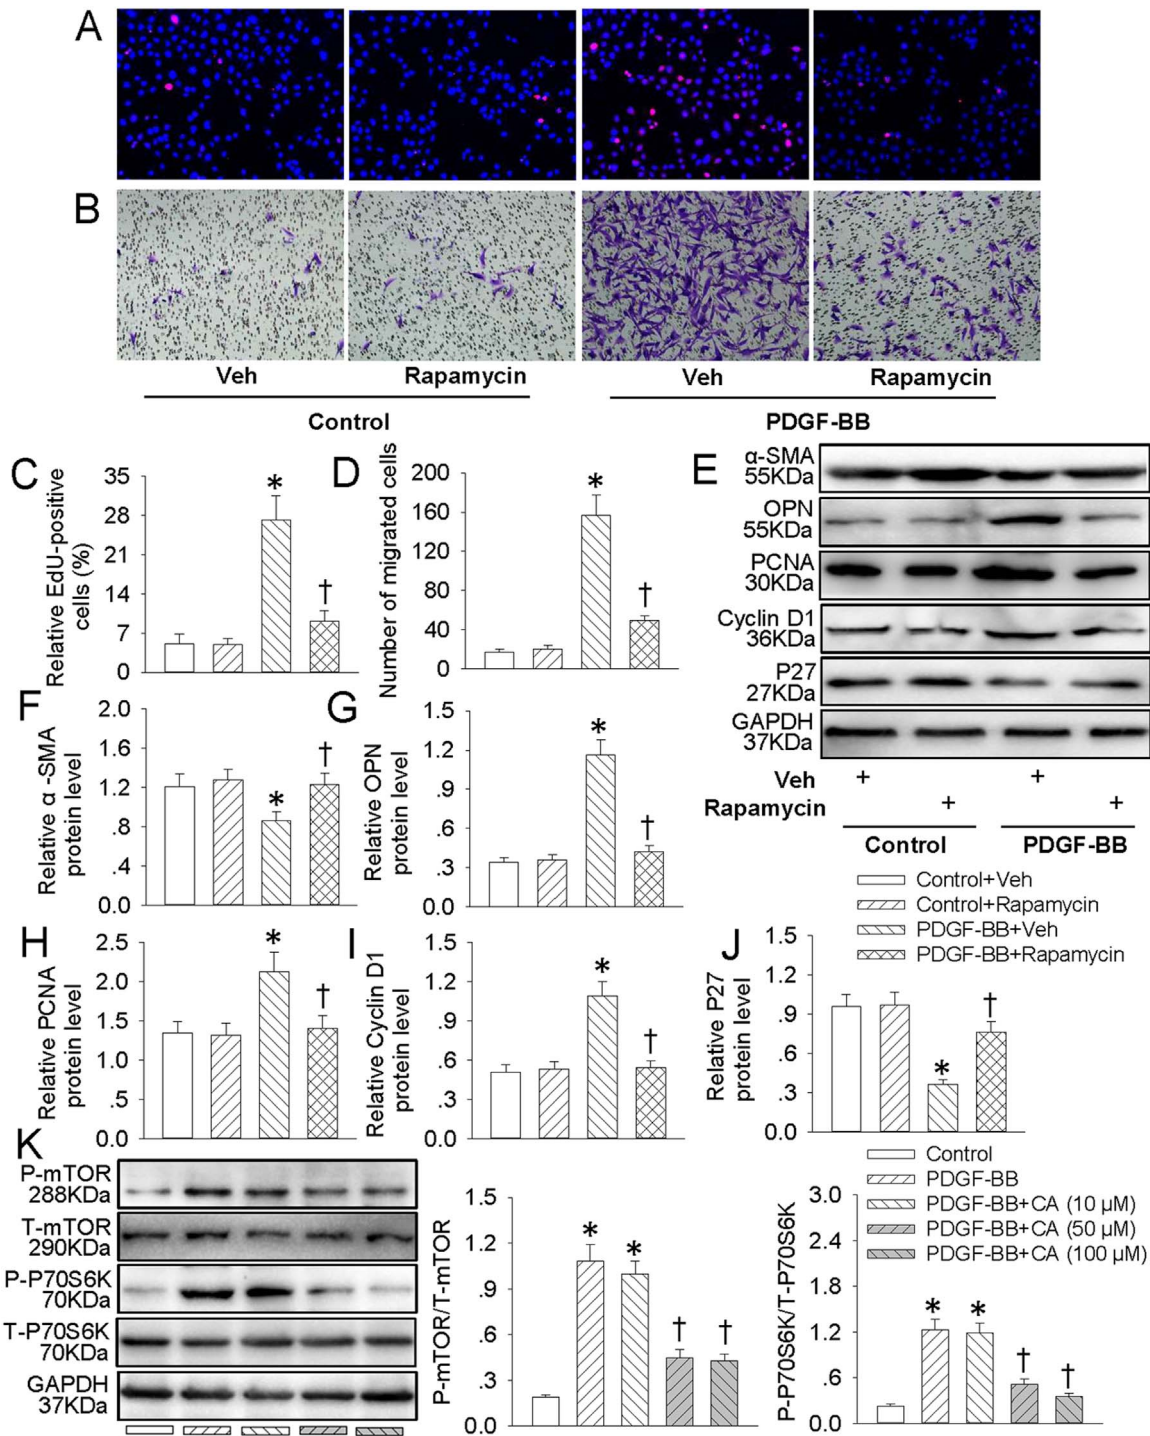 A
B
Veh Rapamycin Veh Rapamycin
Control PDGF-BB
C
Relative EdU-positive
cells (%)
35
28
21
14
7
0
*
†
D
Number of migrated cells
200
160
120
80
40
0
*
†
E
α-SMA
55KDa
OPN
55KDa
PCNA
30KDa
Cyclin D1
36KDa
P27
27KDa
GAPDH
37KDa
Veh + +
Rapamycin + +
Control PDGF-BB
F
Relative α -SMA
protein level
2.0
1.6
1.2
.8
.4
0.0
*
†
G
Relative OPN
protein level
1.5
1.2
.9
.6
.3
0.0
*
†
Control+Veh
Control+Rapamycin
PDGF-BB+Veh
PDGF-BB+Rapamycin
H
Relative PCNA
protein level
2.5
2.0
1.5
1.0
.5
0.0
*
†
I
Relative Cyclin D1
protein level
1.5
1.2
.9
.6
.3
0.0
*
†
J
Relative P27
protein level
1.5
1.2
.9
.6
.3
0.0
*
†
K
P-mTOR
288KDa
T-mTOR
290KDa
P-P70S6K
70KDa
T-P70S6K
70KDa
GAPDH
37KDa
P-mTOR/T-mTOR
1.5
1.2
.9
.6
.3
0.0
* * † †
Control
PDGF-BB
PDGF-BB+CA (10 μM)
PDGF-BB+CA (50 μM)
PDGF-BB+CA (100 μM)
P-P70S6K/T-P70S6K
3.0
2.4
1.8
1.2
.6
0.0
* * † †